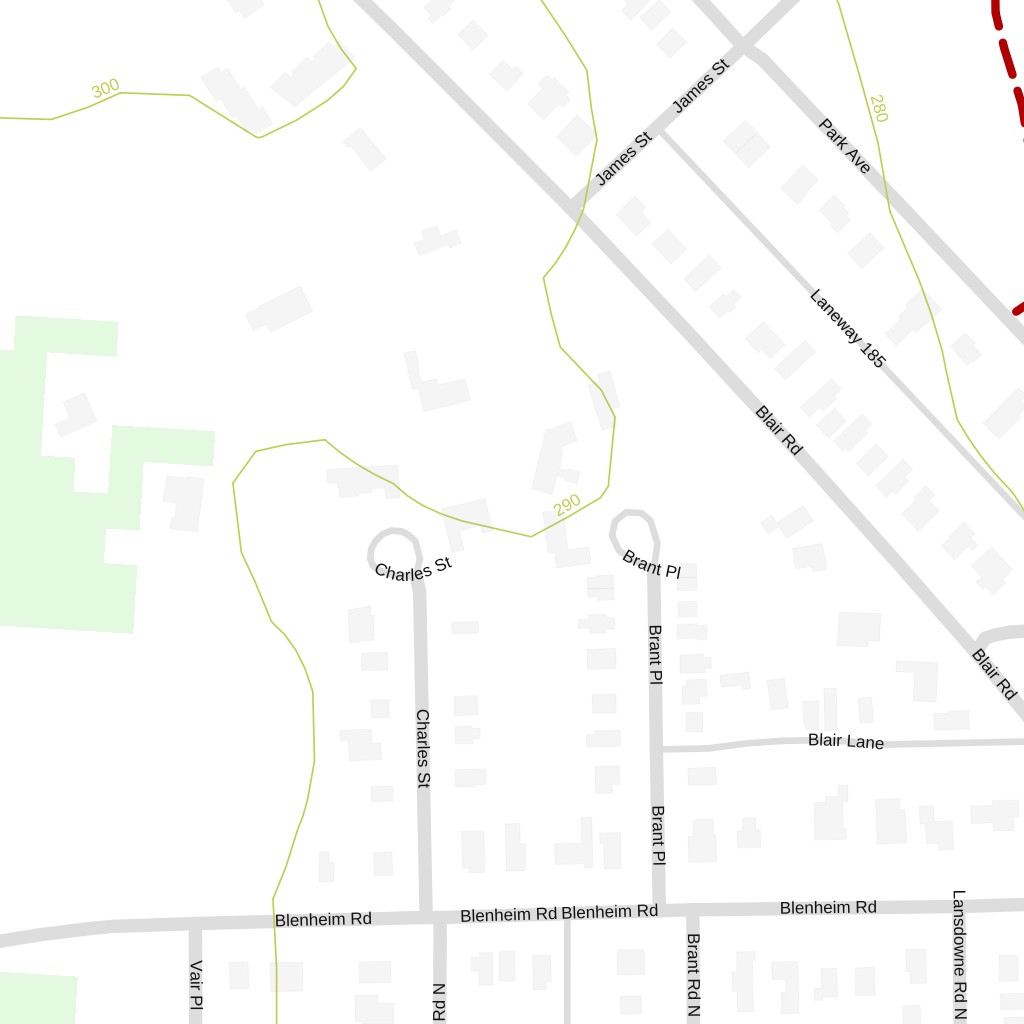 300
James St
280
James St
Park Ave
Laneway 185
Blair Rd
290
Charles St
Brant Pl
Brant Pl
Blair Rd
Charles St
Blair Lane
Brant Pl
Blenheim Rd
Blenheim Rd
Blenheim Rd
Blenheim Rd
Lansdowne Rd N
Vair Pl
Rd N
Brant Rd N